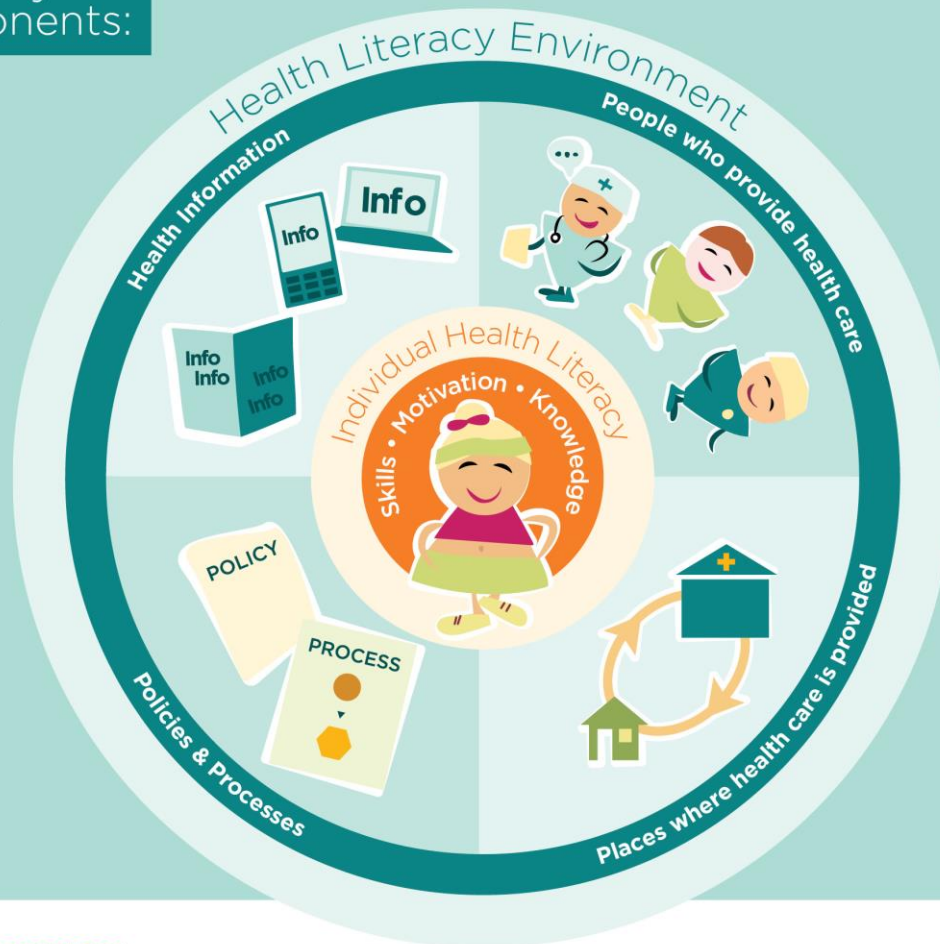 onents:
Health Literacy Environment
Health Information
People who provide health care
Info
Info
Info
Info
Info
Info
Individual Health Literacy
Skills • Motivation • Knowledge
POLICY
PROCESS
Policies & Processes
Places where health care is provided